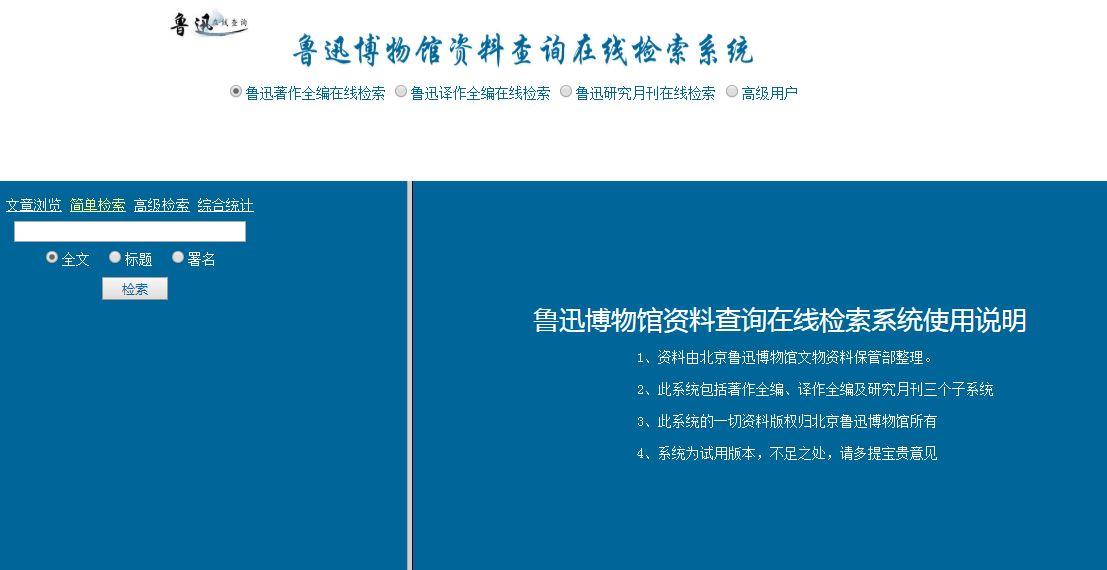 鲁迅在线查询
鲁迅博物馆资料查询在线检索系统
鲁迅著作全编在线检索 鲁迅译作全编在线检索 鲁迅研究月刊在线检索 高级用户
文章浏览 简单检索 高级检索 综合统计
全文 标题 署名
检索
鲁迅博物馆资料查询在线检索系统使用说明
1、资料由北京鲁迅博物馆文物资料保管部整理。
2、此系统包括著作全编、译作全编及研究月刊三个子系统
3、此系统的一切资料版权归北京鲁迅博物馆所有
4、系统为试用版本，不足之处，请多提宝贵意见